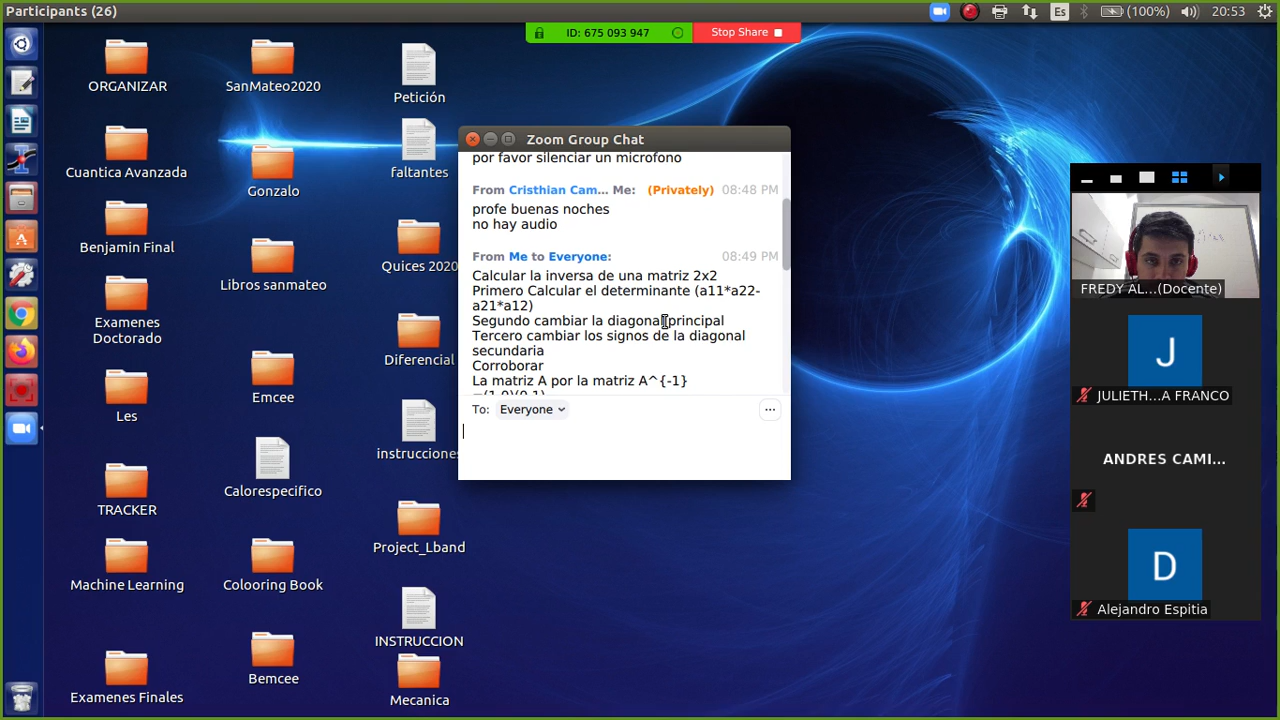 Participants (26)
Es
(100%)
20:53
ID: 675 093 947
Stop Share
ORGANIZAR
SanMateo2020
Petición
Cuantica Avanzada
Gonzalo
faltantes
Benjamin Final
Libros sanmateo
Quices 2020
Examenes
Doctorado
Emcee
Diferencial
Les
Calorespecifico
instrucciones
TRACKER
Colooring Book
Project_Lband
Machine Learning
Bemcee
INSTRUCCION
Examenes Finales
Mecanica
Zoom Group Chat
por favor silenciar un microfono
From Cristhian Cam... Me: (Privately) 08:48 PM
profe buenas noches
no hay audio
From Me to Everyone: 08:49 PM
Calcular la inversa de una matriz 2x2
Primero Calcular el determinante (a11*a22-
a21*a12)
Segundo cambiar la diagonal principal
Tercero cambiar los signos de la diagonal
secundaria
Corroborar
La matriz A por la matriz A^{-1}
=(1,0)(0,1)
To: Everyone
FREDY AL...(Docente)
J
JULIETH...A FRANCO
ANDRES CAMI...
D
Alejandro Espitia